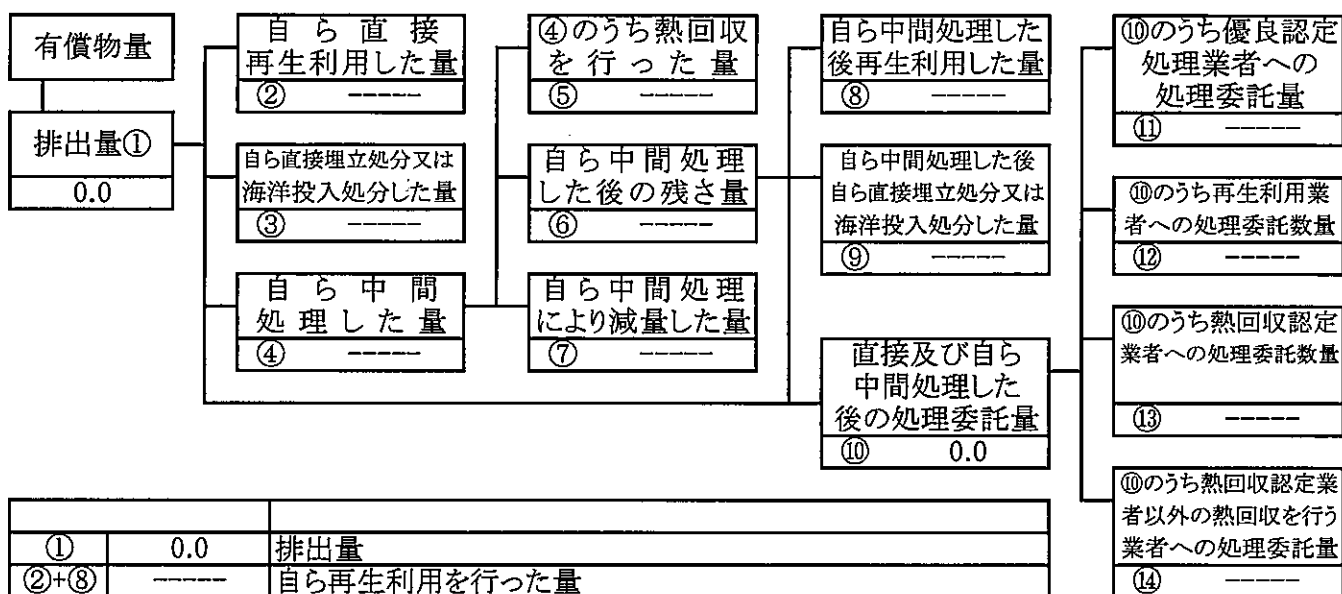 有償物量
排出量①
0.0
自ら直接
再生利用した量
② -----
自ら直接埋立処分又は
海洋投入処分した量
③ -----
自ら中間
処理した量
④ -----
④のうち熱回収
を行った量
⑤ -----
自ら中間処理
した後の残さ量
⑥ -----
自ら中間処理
により減量した量
⑦ -----
自ら中間処理した
後再生利用した量
⑧ -----
自ら中間処理した後
自ら直接埋立処分又は
海洋投入処分した量
⑨ -----
直接及び自ら
中間処理した
後の処理委託量
⑩ 0.0
⑩のうち優良認定
処理業者への
処理委託量
⑪ -----
⑩のうち再生利用業
者への処理委託数量
⑫ -----
⑩のうち熱回収認定
業者への処理委託数量
⑬ -----
⑩のうち熱回収認定業
者以外の熱回収を行う
業者への処理委託量
⑭ -----
① 0.0 排出量
②+⑧ ----- 自ら再生利用を行った量